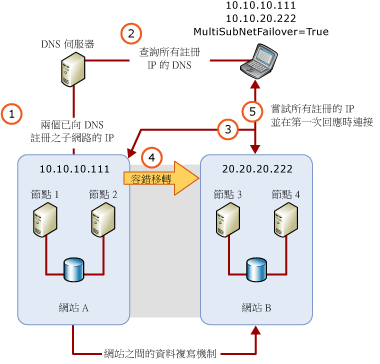 10.10.10.111
10.10.20.222
MultiSubNetFailover=True
DNS 伺服器
2
查詢所有註冊
IP 的 DNS
1
兩個已向 DNS
註冊之子網路的 IP
5
嘗試所有註冊的 IP
並在第一次回應時連接
3
4
容錯移轉
10.10.10.111
節點 1
節點 2
網站 A
20.20.20.222
節點 3
節點 4
網站 B
網站之間的資料複寫機制